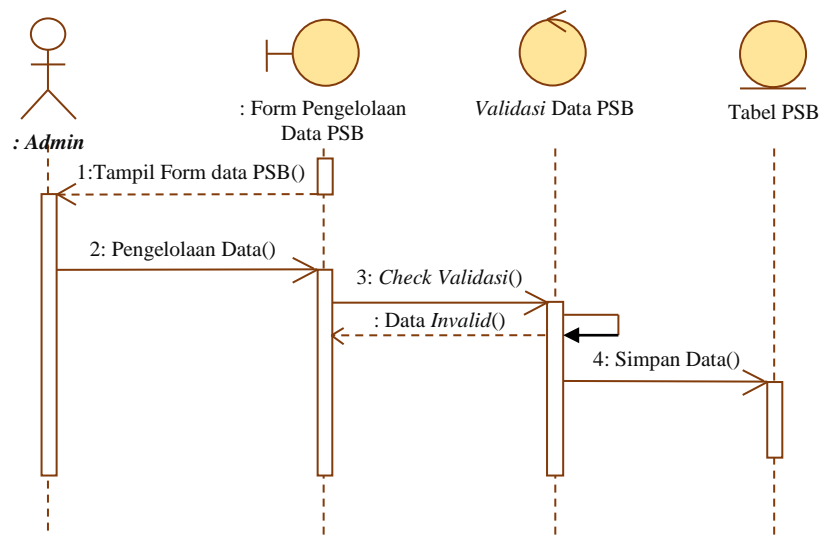 : Form Pengelolaan
Data PSB
Validasi Data PSB
Tabel PSB
: Admin
1:Tampil Form data PSB()
2: Pengelolaan Data()
3: Check Validasi()
: Data Invalid()
4: Simpan Data()